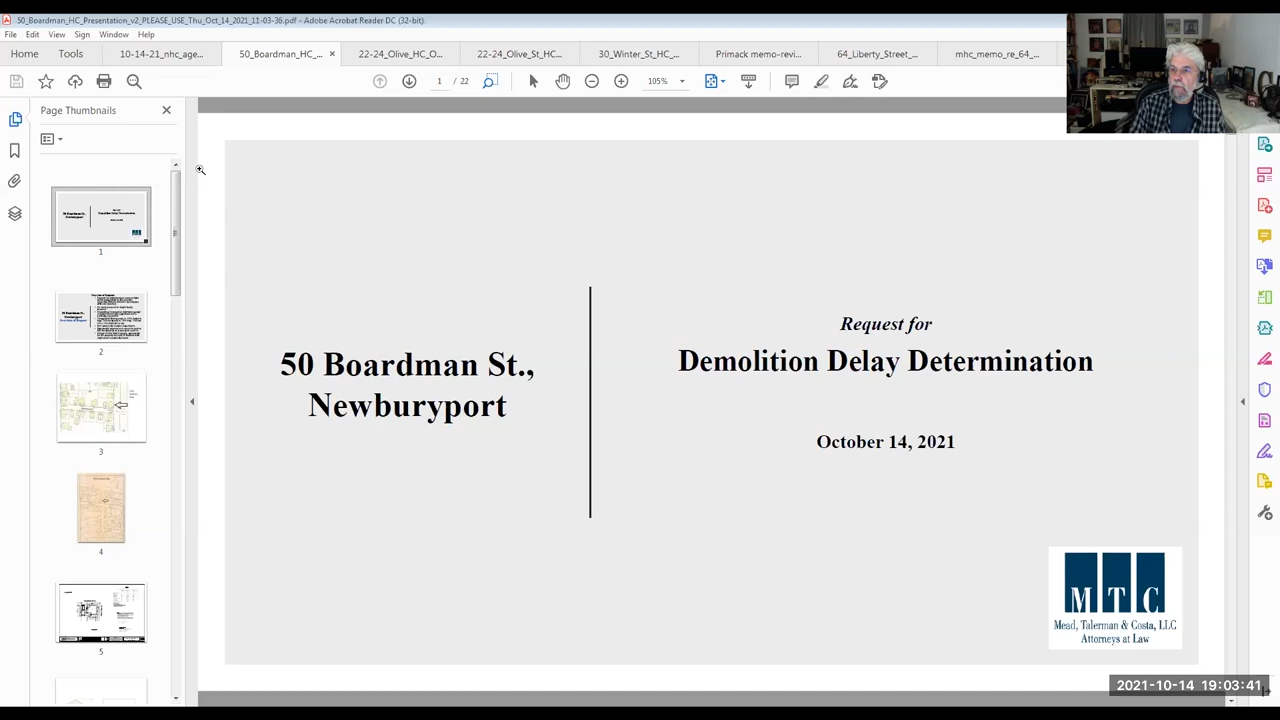 50_Boardman_HC_Presentation_v2_PLEASE_USE_Thu_Oct_14_2021_11-03-36.pdf - Adobe Acrobat Reader DC (32-bit)
File Edit View Sign Window Help
Home Tools 10-14-21_nhc_age... 50_Boardman_HC_... × 22-24_Olive_HC_O... 22-24_Olive_St_HC... 30_Winter_St_HC_... Primack memo-revi... 64_Liberty_Street_... mhc_memo_re_64_...
1 / 22 105%
Page Thumbnails
1
2
3
4
5
50 Boardman St.,
Newburyport
Request for
Demolition Delay Determination
October 14, 2021
M T C
Mead, Talerman & Costa, LLC
Attorneys at Law
2021-10-14 19:03:41